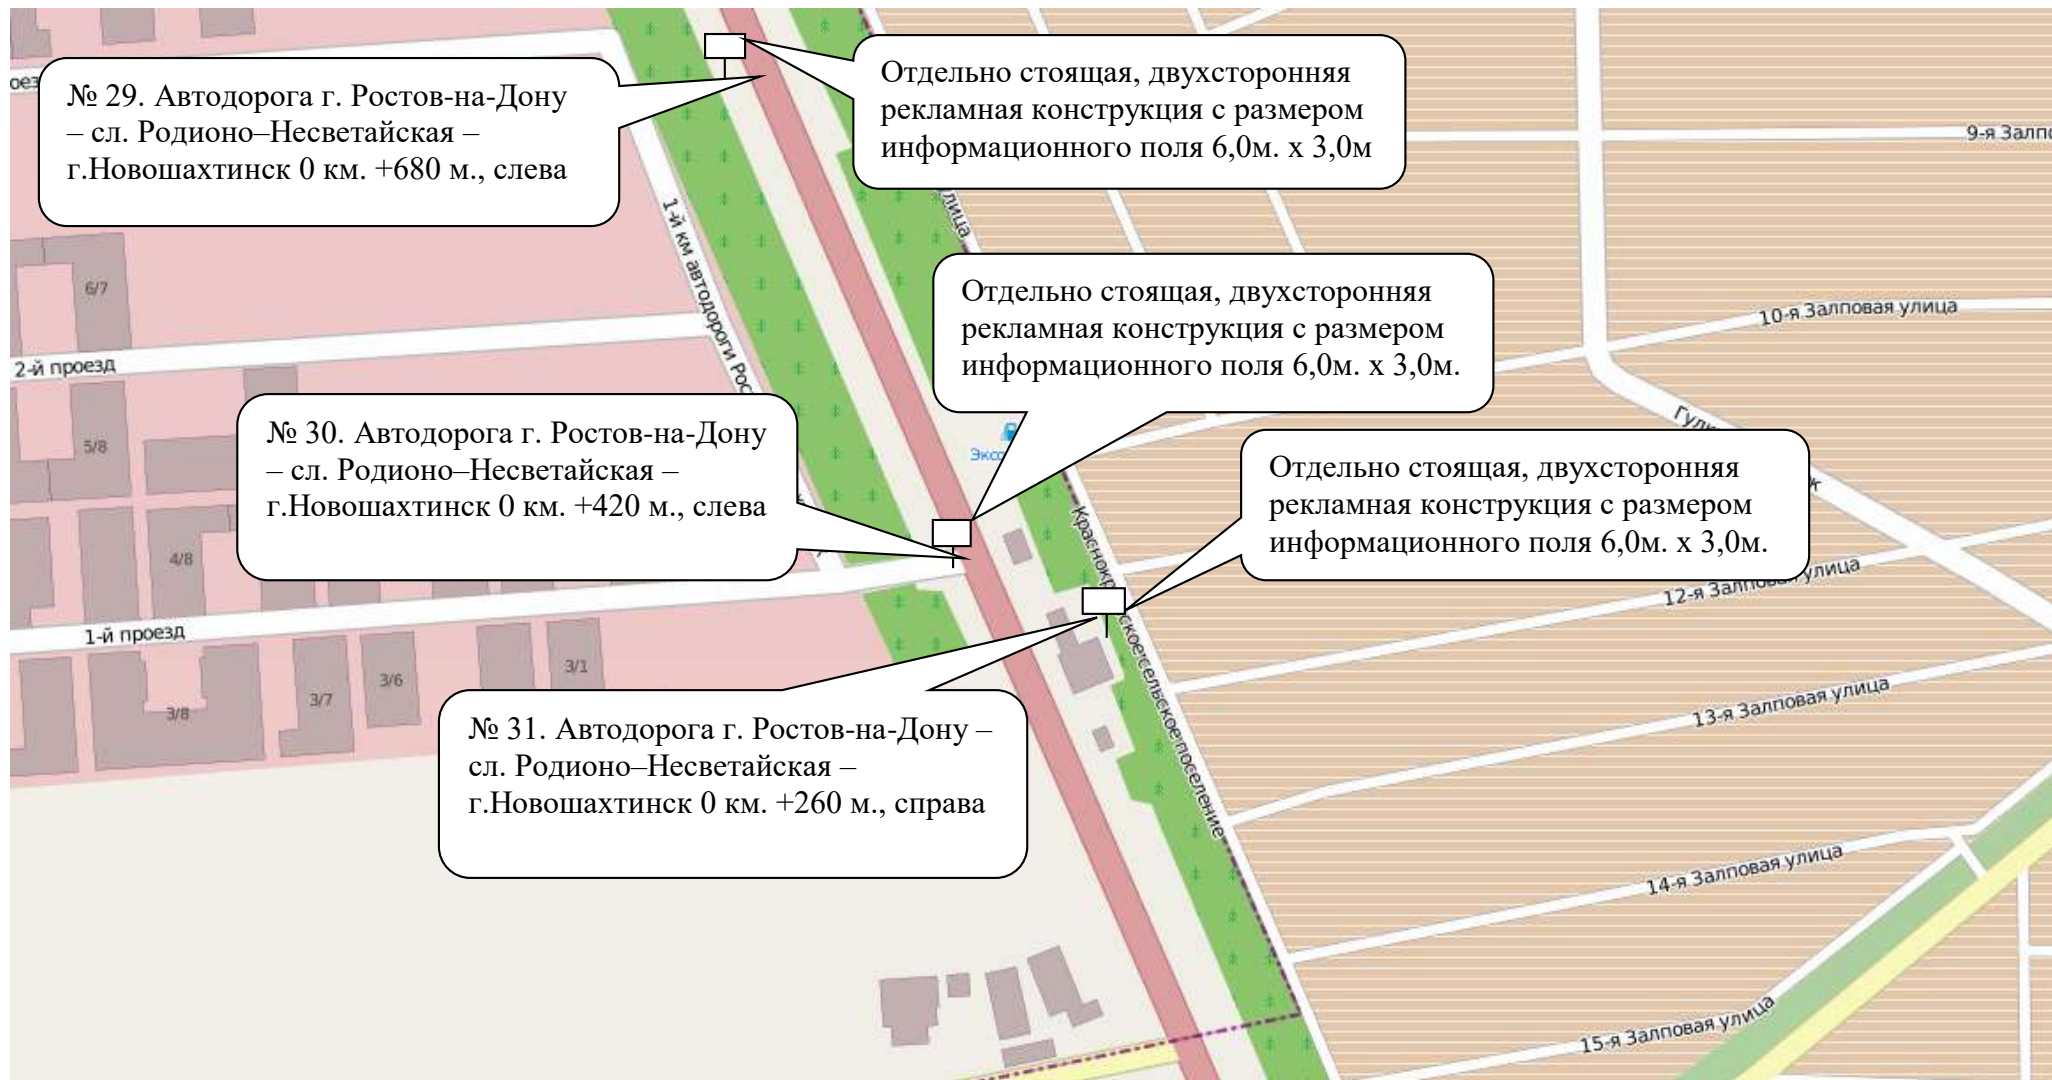 № 29. Автодорога г. Ростов-на-Дону
– сл. Родионо–Несветайская –
г.Новошахтинск 0 км. +680 м., слева
Отдельно стоящая, двухсторонняя
рекламная конструкция с размером
информационного поля 6,0м. х 3,0м
9-я
1-й км автодороги
Отдельно стоящая, двухсторонняя
рекламная конструкция с размером
информационного поля 6,0м. х 3,0м.
6/7
10-я Залповая улица
2-й проезд
№ 30. Автодорога г. Ростов-на-Дону
– сл. Родионо–Несветайская –
г.Новошахтинск 0 км. +420 м., слева
5/8
Отдельно стоящая, двухсторонняя
рекламная конструкция с размером
информационного поля 6,0м. х 3,0м.
4/8
12-я Залповая улица
1-й проезд
сельское поселение
3/1
3/6
3/7
3/8
13-я Залповая улица
№ 31. Автодорога г. Ростов-на-Дону –
сл. Родионо–Несветайская –
г.Новошахтинск 0 км. +260 м., справа
14-я Залповая улица
15-я Залповая улица